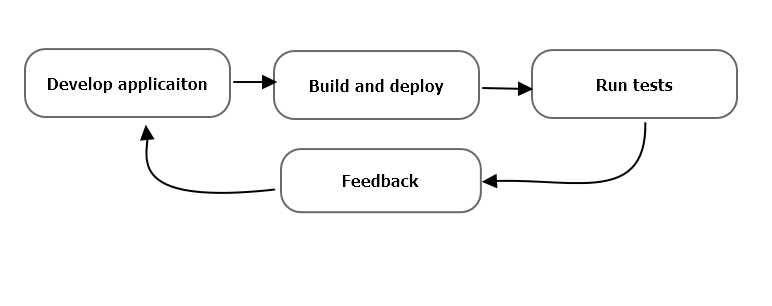 Develop applicaiton
Build and deploy
Run tests
Feedback